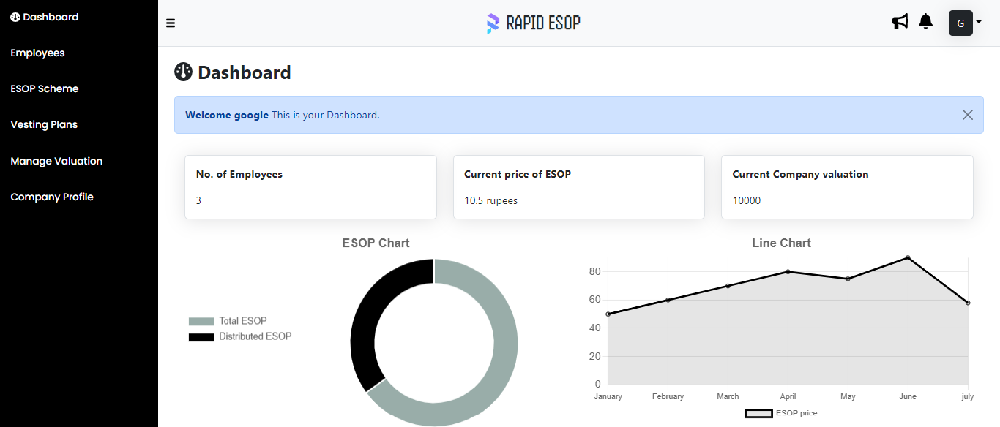 Dashboard
Employees
ESOP Scheme
Vesting Plans
Manage Valuation
Company Profile
RAPID ESOP
G
Dashboard
Welcome google This is your Dashboard.
No. of Employees
3
Current price of ESOP
10.5 rupees
Current Company valuation
10000
ESOP Chart
Total ESOP
Distributed ESOP
Line Chart
80
60
40
20
0
January February March April May June july
ESOP price